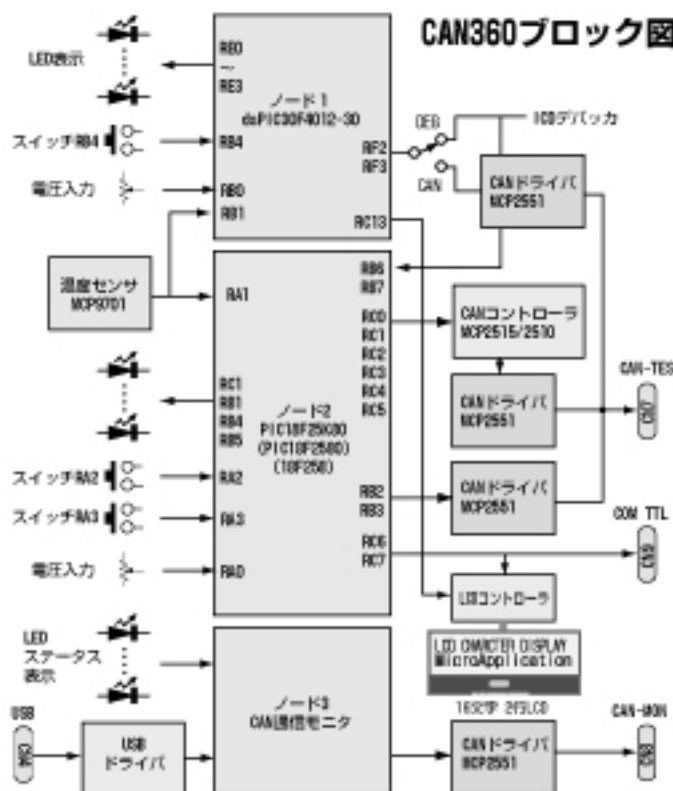 CAN360ブロック図
LED表示
RB0
～
RE3
ノード1
dsPIC30F4012-30
スイッチRB4
RB4
電圧入力
RB0
RB1
RF2
RF3
RC13
DEB
CAN
ICDデバッカ
CANドライバ
MCP2551
温度センサ
MCP9701
RA1
RB6
RB7
RC0
RC1
RC2
RC3
RC4
RC5
CANコントローラ
MCP2515/2510
CANドライバ
MCP2551
CAN-TES
CN7
RC1
RB1
RB4
RB5
ノード2
PIC18F25K80
(PIC18F2580)
(18F258)
スイッチRA2
RA2
スイッチRA3
RA3
電圧入力
RA0
RB2
RB3
CANドライバ
MCP2551
RC6
RC7
COM TTL
CN9
LCDコントローラ
LCD CHARCTER DISPLAY
MicroApplication
16文字 2行LCD
LED
ステータス
表示
ノード3
CAN通信モニタ
USB
CN4
USB
ドライバ
CANドライバ
MCP2551
CAN-MON
CN3